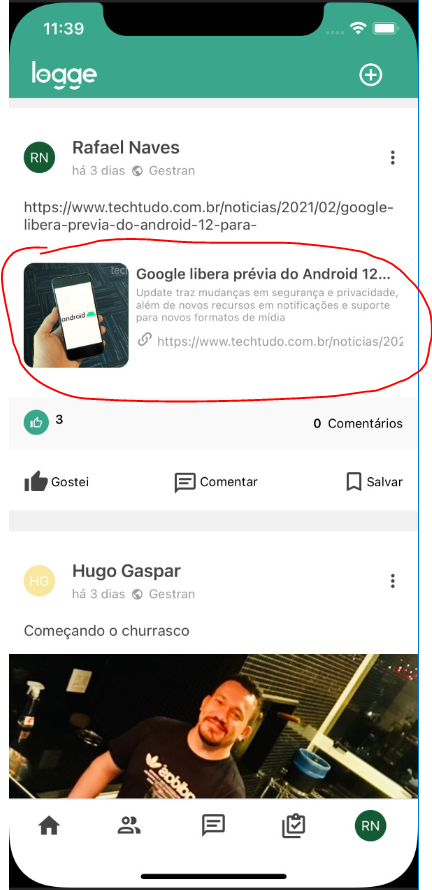 11:39
logge
RN
Rafael Naves
há 3 dias Gestran
https://www.techtudo.com.br/noticias/2021/02/google-
libera-previa-do-android-12-para-
tec
android
Google libera prévia do Android 12...
Update traz mudanças em segurança e privacidade,
além de novos recursos em notificações e suporte
para novos formatos de mídia
https://www.techtudo.com.br/noticias/202
3
0 Comentários
Gostei
Comentar
Salvar
HG
Hugo Gaspar
há 3 dias Gestran
Começando o churrasco
adidas
RN